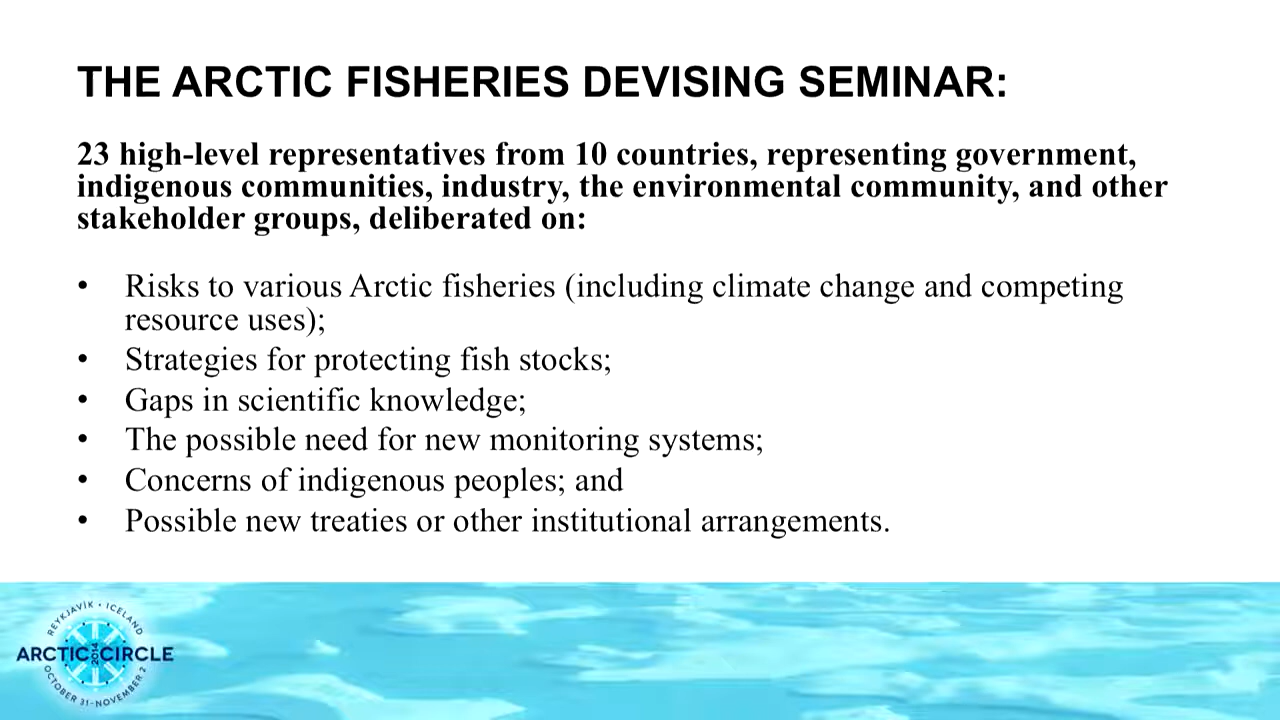 THE ARCTIC FISHERIES DEVISING SEMINAR:
23 high-level representatives from 10 countries, representing government,
indigenous communities, industry, the environmental community, and other
stakeholder groups, deliberated on:
• Risks to various Arctic fisheries (including climate change and competing
resource uses);
• Strategies for protecting fish stocks;
• Gaps in scientific knowledge;
• The possible need for new monitoring systems;
• Concerns of indigenous peoples; and
• Possible new treaties or other institutional arrangements.
REYKJAVÍK • ICELAND
ARCTIC CIRCLE
2014
OCTOBER 31-NOVEMBER 2